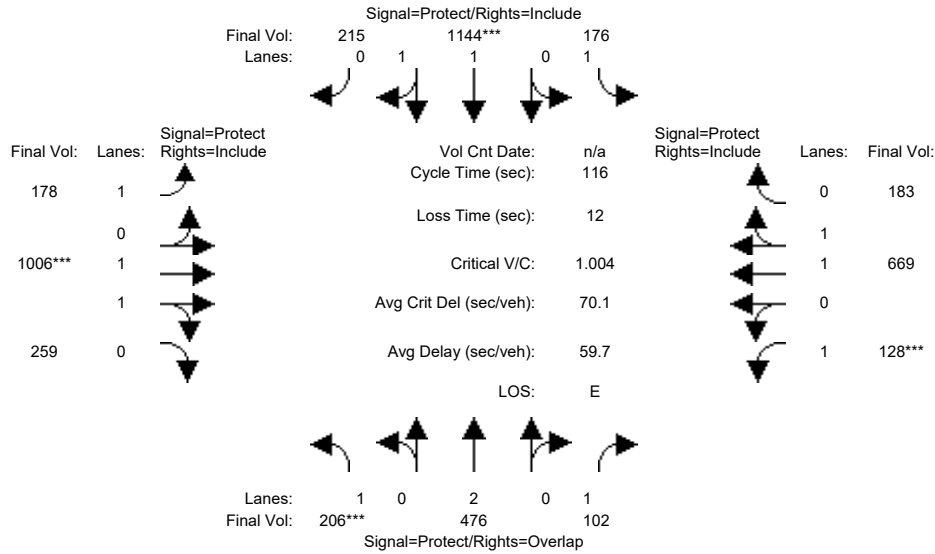 Signal=Protect/Rights=Include
Final Vol: 215 1144*** 176
Lanes: 0 1 1 0 1
Signal=Protect Signal=Protect
Final Vol: Lanes: Rights=Include Vol Cnt Date: n/a Rights=Include Lanes: Final Vol:
Cycle Time (sec): 116
178 1 0 183
Loss Time (sec): 12
0 1
1006*** 1 Critical V/C: 1.004 1 669
1 Avg Crit Del (sec/veh): 70.1 0
259 0 Avg Delay (sec/veh): 59.7 1 128***
LOS: E
Lanes: 1 0 2 0 1
Final Vol: 206*** 476 102
Signal=Protect/Rights=Overlap